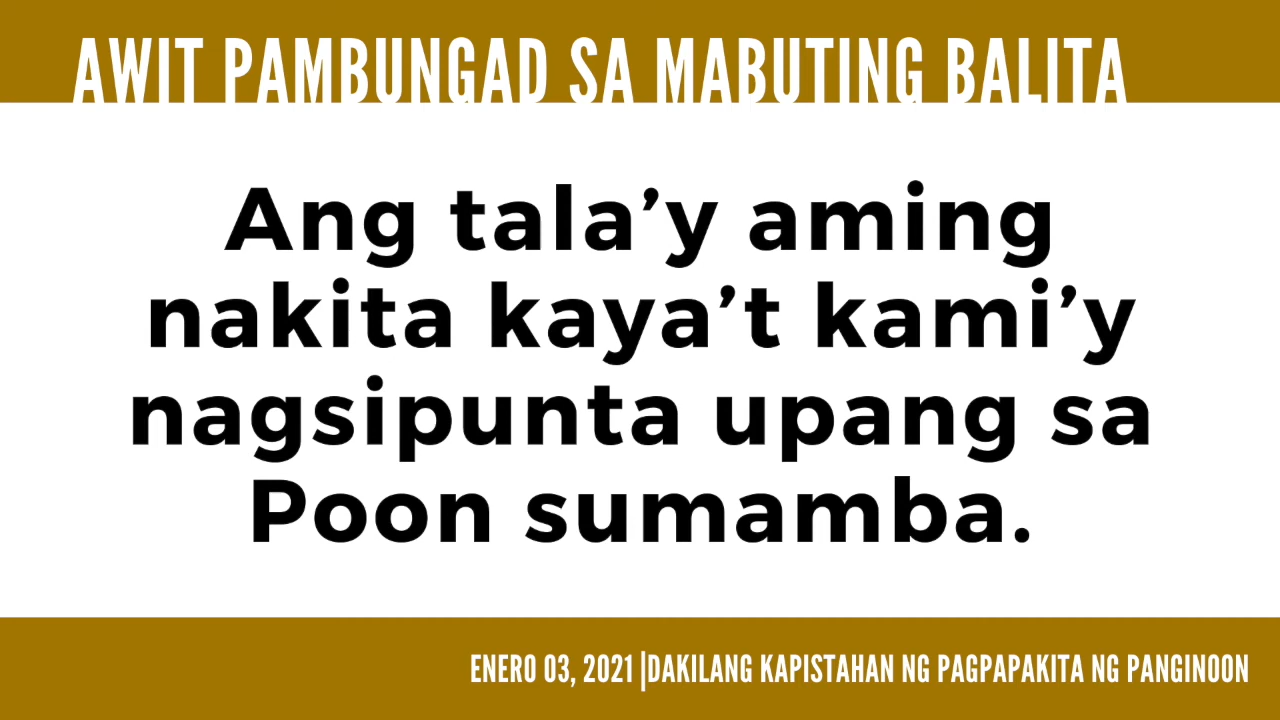 AWIT PAMBUNGAD SA MABUTING BALITA
Ang tala’y aming
nakita kaya’t kami’y
nagsipunta upang sa
Poon sumamba.
ENERO 03, 2021 |DAKILANG KAPISTAHAN NG PAGPAPAKITA NG PANGINOON